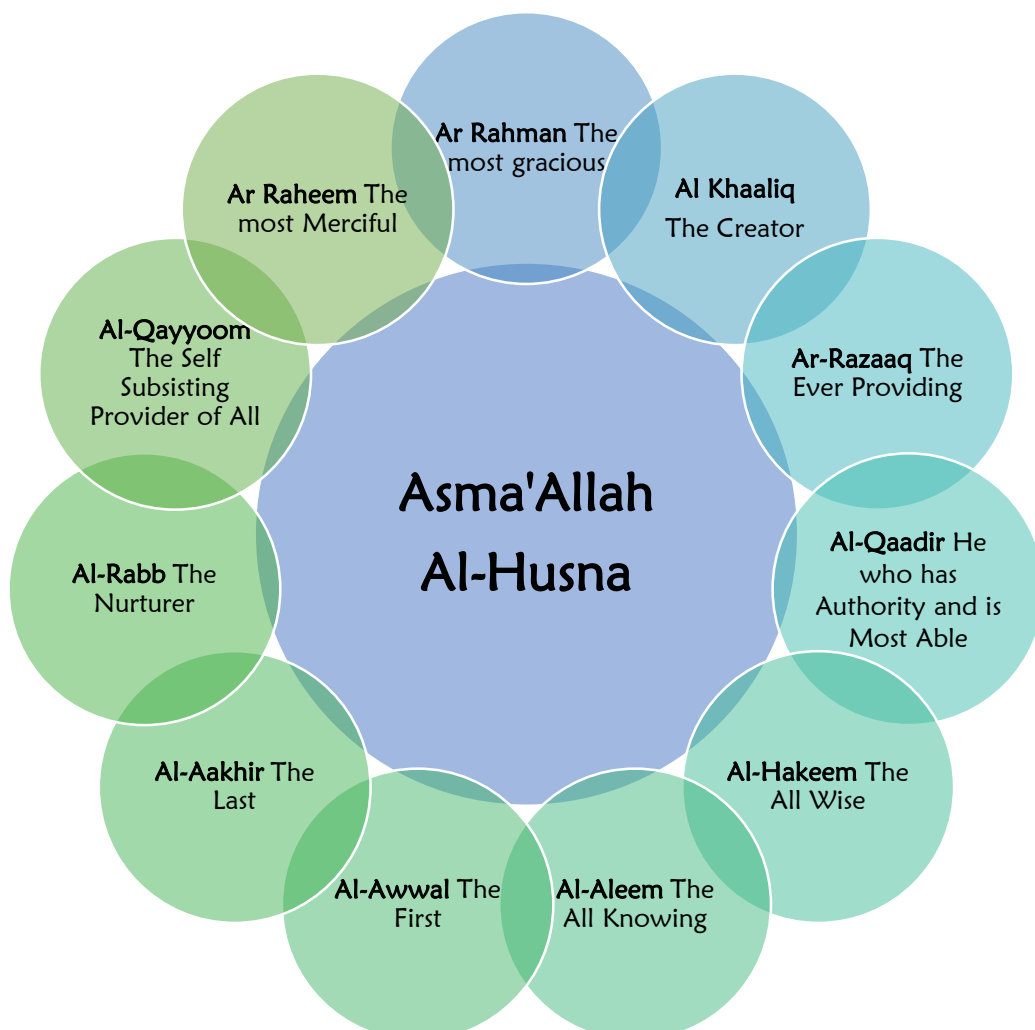 Ar Rahman The
most gracious
Al Khaaliq
The Creator
Ar-Razaaq The
Ever Providing
Al-Qaadir He
who has
Authority and is
Most Able
Al-Hakeem The
All Wise
Al-Aleem The
All Knowing
Al-Awwal The
First
Al-Aakhir The
Last
Al-Rabb The
Nurturer
Al-Qayyoom
The Self
Subsisting
Provider of All
Ar Raheem The
most Merciful
Asma'Allah
Al-Husna